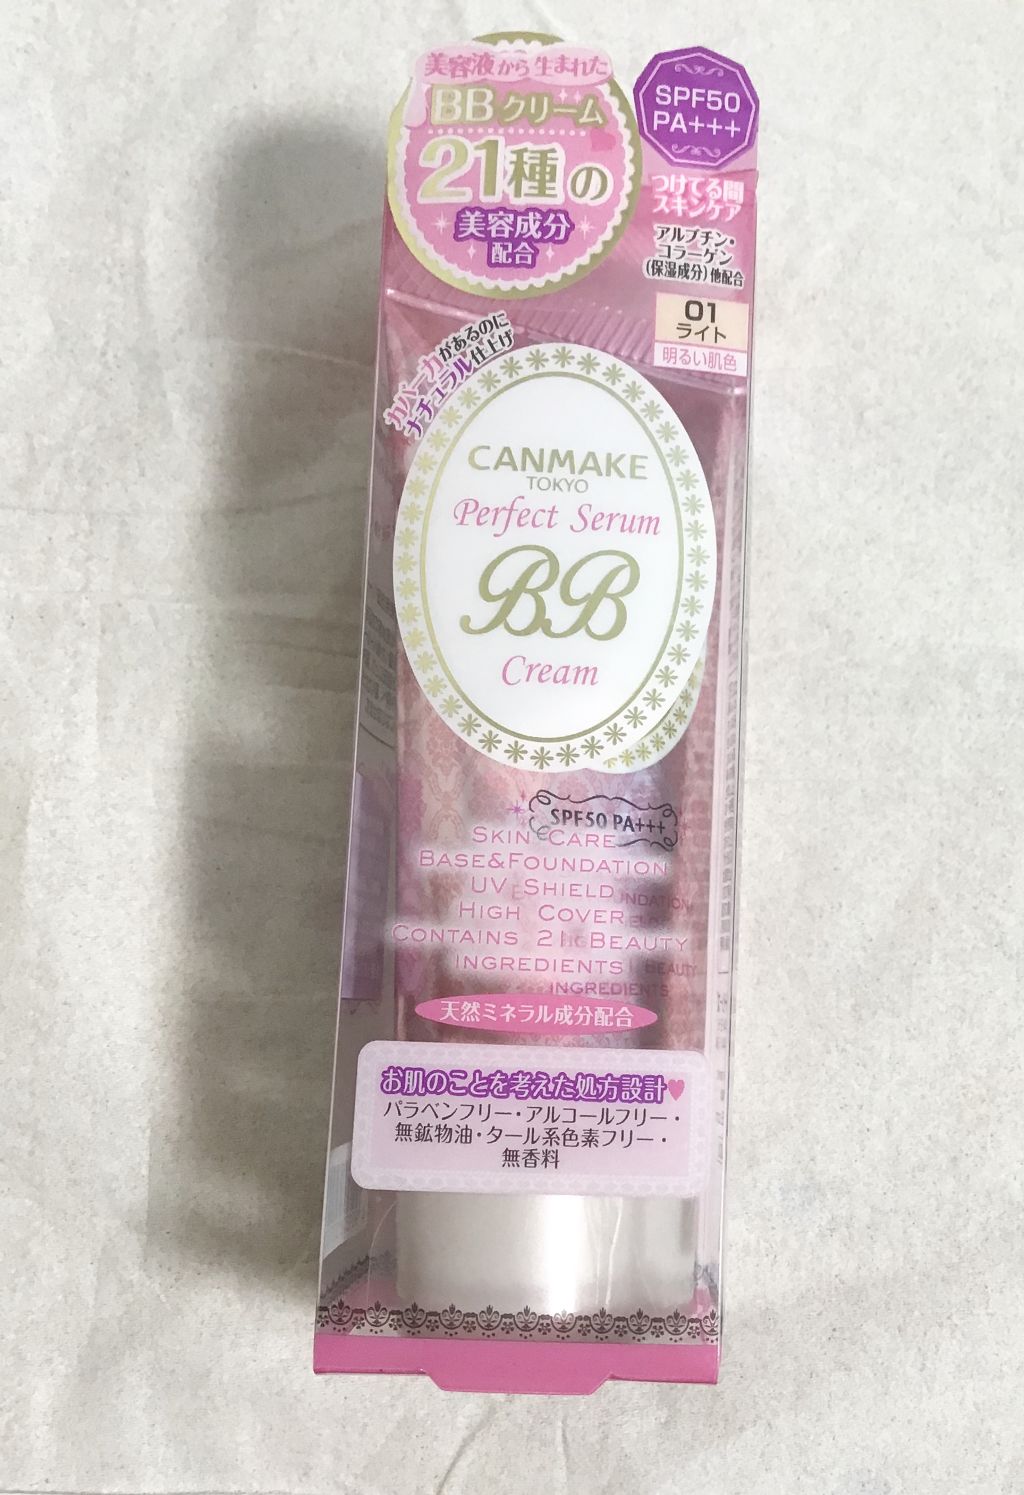 美容液から生まれた
BBクリーム
21種の
美容成分
配合
SPF50
PA+++
つけてる間
スキンケア
アルブチン・
コラーゲン
(保湿成分)他配合
01
ライト
明るい肌色
カバー力があるのに
ナチュラル仕上げ
CANMAKE
TOKYO
Perfect Serum
BB
Cream
SPF50 PA+++
SKIN CARE
BASE&FOUNDATION
UV SHIELD
HIGH COVER
CONTAINS 21 BEAUTY
INGREDIENTS
天然ミネラル成分配合
お肌のことを考えた処方設計♥
パラベンフリー・アルコールフリー・
無鉱物油・タール系色素フリー・
無香料